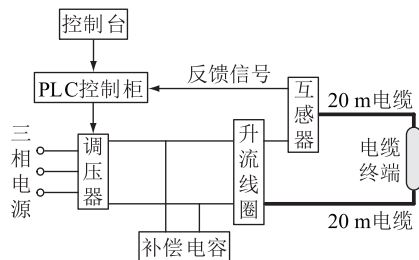 控制台
PLC控制柜
反馈信号
互感器
20 m电缆
三相电源
调压器
升流线圈
电缆
终端
20 m电缆
补偿电容